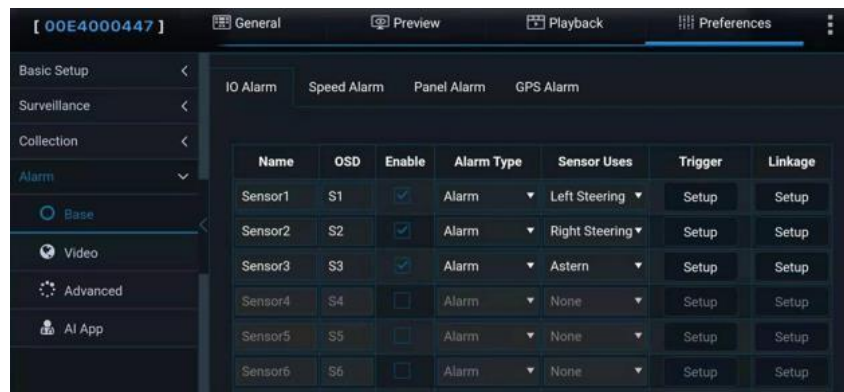 [ 00E4000447 ] General Preview Playback Preferences
Basic Setup
Surveillance
Collection
Alarm
Base
Video
Advanced
AI App
IO Alarm Speed Alarm Panel Alarm GPS Alarm
Name OSD Enable Alarm Type Sensor Uses Trigger Linkage
Sensor1 S1 Alarm Left Steering Setup Setup
Sensor2 S2 Alarm Right Steering Setup Setup
Sensor3 S3 Alarm Astern Setup Setup
Sensor4 S4 Alarm None Setup Setup
Sensor5 S5 Alarm None Setup Setup
Sensor6 S6 Alarm None Setup Setup